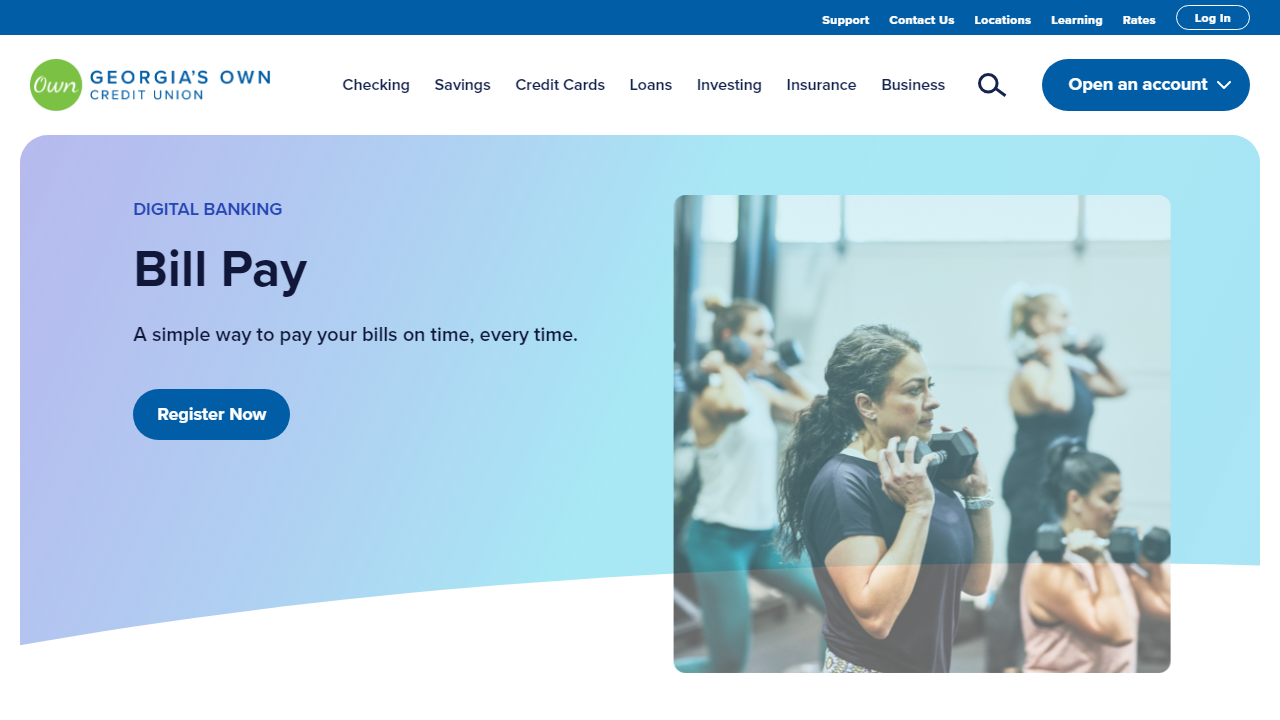 Support Contact Us Locations Learning Rates Log In
Own GEORGIA'S OWN
CREDIT UNION
Checking Savings Credit Cards Loans Investing Insurance Business
Open an account
DIGITAL BANKING
Bill Pay
A simple way to pay your bills on time, every time.
Register Now